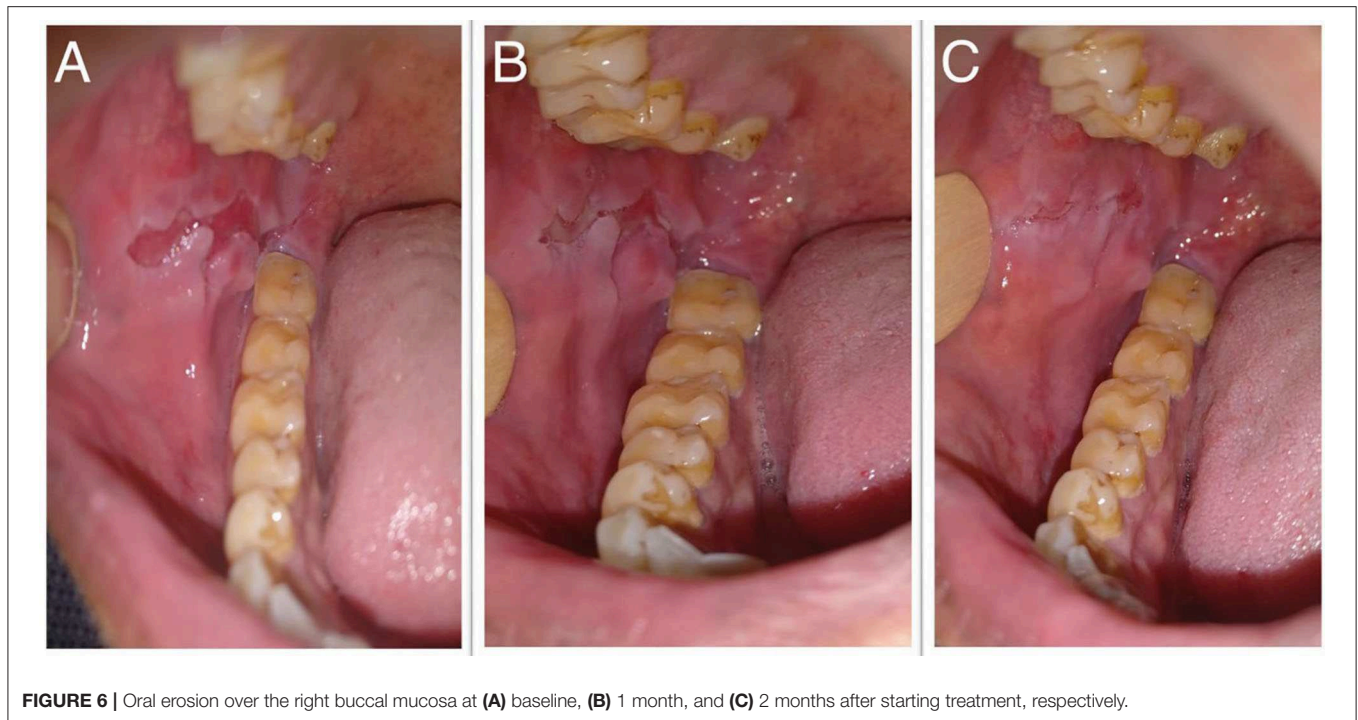 A B C
FIGURE 6 | Oral erosion over the right buccal mucosa at (A) baseline, (B) 1 month, and (C) 2 months after starting treatment, respectively.